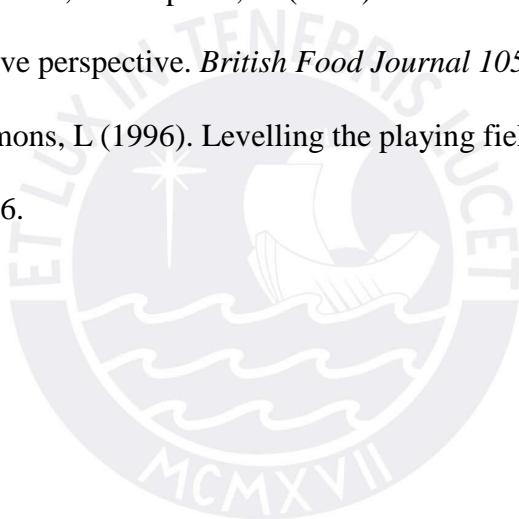 ve perspective. British Food Journal 105
mons, L (1996). Levelling the playing fiel
6.
ET LUX IN TENEBRIS LUCET
MCMXVII